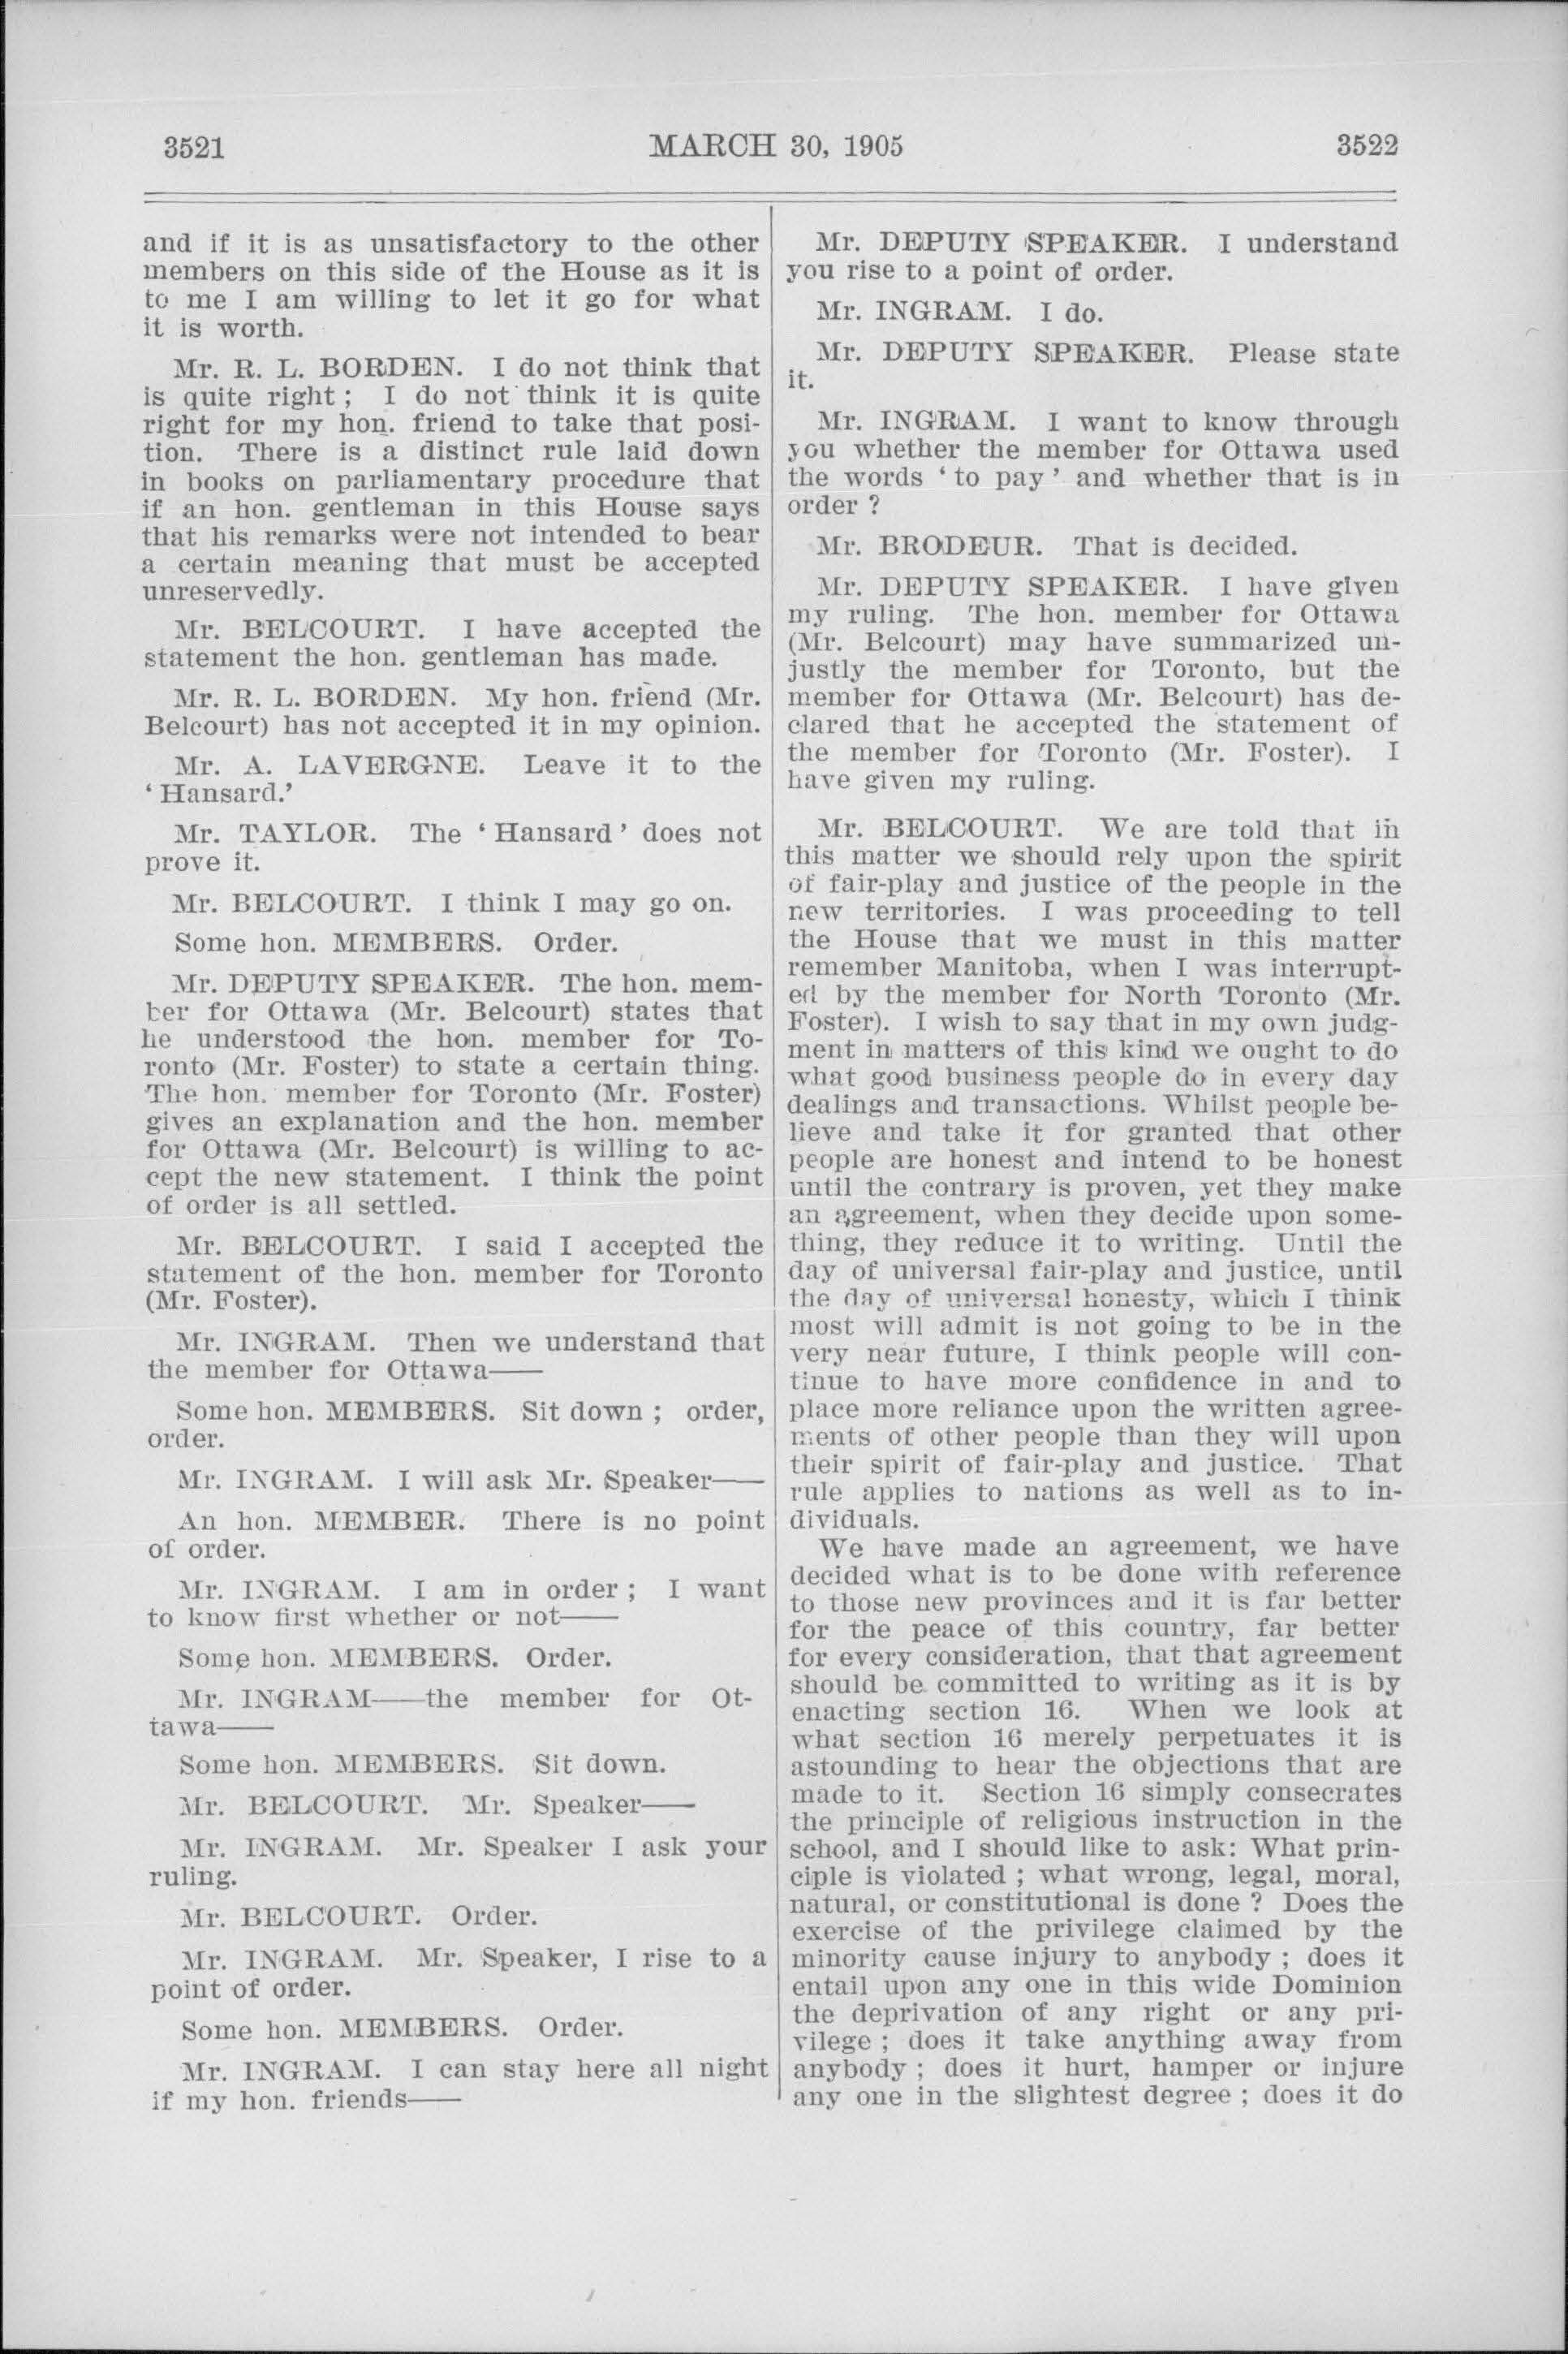 3521 MARCH 30, 1905 3522
and if it is as unsatisfactory to the other
members on this side of the House as it is
to me I am willing to let it go for what
it is worth.
Mr. R. L. BORDEN. I do not think that
is quite right ; I do not think it is quite
right for my hon. friend to take that posi-
tion. There is a distinct rule laid down
in books on parliamentary procedure that
if an hon. gentleman in this House says
that his remarks were not intended to bear
a certain meaning that must be accepted
unreservedly.
Mr. BELCOURT. I have accepted the
statement the hon. gentleman has made.
Mr. R. L. BORDEN. My hon. friend (Mr.
Belcourt) has not accepted it in my opinion.
Mr. A. LAVERGNE. Leave it to the
‘ Hansard.’
Mr. TAYLOR. The ‘ Hansard ’ does not
prove it.
Mr. BELCOURT. I think I may go on.
Some hon. MEMBERS. Order.
Mr. DEPUTY SPEAKER. The hon. mem-
ber for Ottawa (Mr. Belcourt) states that
he understood the hon. member for To-
ronto (Mr. Foster) to state a certain thing.
The hon. member for Toronto (Mr. Foster)
gives an explanation and the hon. member
for Ottawa (Mr. Belcourt) is willing to ac-
cept the new statement. I think the point
of order is all settled.
Mr. BELCOURT. I said I accepted the
statement of the hon. member for Toronto
(Mr. Foster).
Mr. INGRAM. Then we understand that
the member for Ottawa——
Some hon. MEMBERS. Sit down ; order,
order.
Mr. INGRAM. I will ask Mr. Speaker——
An hon. MEMBER. There is no point
of order.
Mr. INGRAM. I am in order ; I want
to know first whether or not——
Some hon. MEMBERS. Order.
Mr. INGRAM——the member for Ot-
tawa——
Some hon. MEMBERS. Sit down.
Mr. BELCOURT. Mr. Speaker——
Mr. INGRAM. Mr. Speaker I ask your
ruling.
Mr. BELCOURT. Order.
Mr. INGRAM. Mr. Speaker, I rise to a
point of order.
Some hon. MEMBERS. Order.
Mr. INGRAM. I can stay here all night
if my hon. friends——
Mr. DEPUTY SPEAKER. I understand
you rise to a point of order.
Mr. INGRAM. I do.
Mr. DEPUTY SPEAKER. Please state
it.
Mr. INGRAM. I want to know through
you whether the member for Ottawa used
the words ‘ to pay ’ and whether that is in
order ?
Mr. BRODEUR. That is decided.
Mr. DEPUTY SPEAKER. I have given
my ruling. The hon. member for Ottawa
(Mr. Belcourt) may have summarized un-
justly the member for Toronto, but the
member for Ottawa (Mr. Belcourt) has de-
clared that he accepted the statement of
the member for Toronto (Mr. Foster). I
have given my ruling.
Mr. BELCOURT. We are told that in
this matter we should rely upon the spirit
of fair-play and justice of the people in the
new territories. I was proceeding to tell
the House that we must in this matter
remember Manitoba, when I was interrupt-
ed by the member for North Toronto (Mr.
Foster). I wish to say that in my own judg-
ment in matters of this kind we ought to do
what good business people do in every day
dealings and transactions. Whilst people be-
lieve and take it for granted that other
people are honest and intend to be honest
until the contrary is proven, yet they make
an agreement, when they decide upon some-
thing, they reduce it to writing. Until the
day of universal fair-play and justice, until
the day of universal honesty, which I think
most will admit is not going to be in the
very near future, I think people will con-
tinue to have more confidence in and to
place more reliance upon the written agree-
ments of other people than they will upon
their spirit of fair-play and justice. That
rule applies to nations as well as to in-
dividuals.
We have made an agreement, we have
decided what is to be done with reference
to those new provinces and it is far better
for the peace of this country, far better
for every consideration, that that agreement
should be committed to writing as it is by
enacting section 16. When we look at
what section 16 merely perpetuates it is
astounding to hear the objections that are
made to it. Section 16 simply consecrates
the principle of religious instruction in the
school, and I should like to ask: What prin-
ciple is violated ; what wrong, legal, moral,
natural, or constitutional is done ? Does the
exercise of the privilege claimed by the
minority cause injury to anybody ; does it
entail upon any one in this wide Dominion
the deprivation of any right or any pri-
vilege ; does it take anything away from
anybody ; does it hurt, hamper or injure
any one in the slightest degree ; does it do